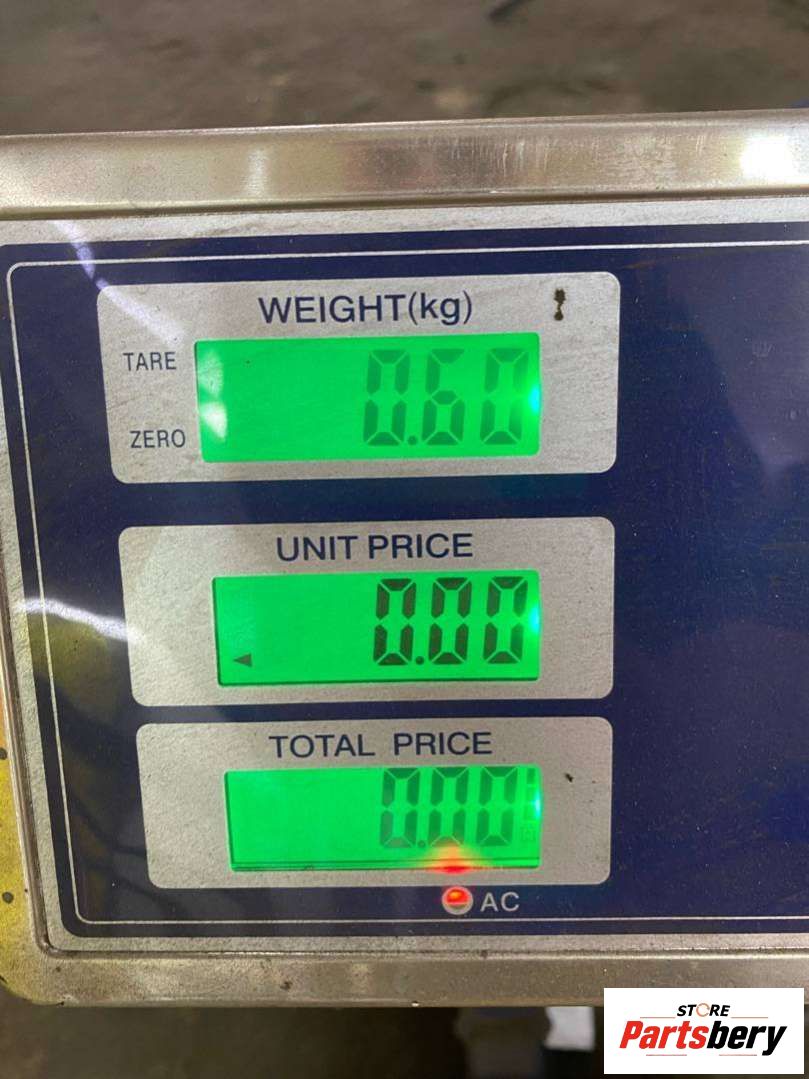 WEIGHT(kg)
TARE
0.60
ZERO
UNIT PRICE
0.00
TOTAL PRICE
0.00
AC
STORE
Partsbery